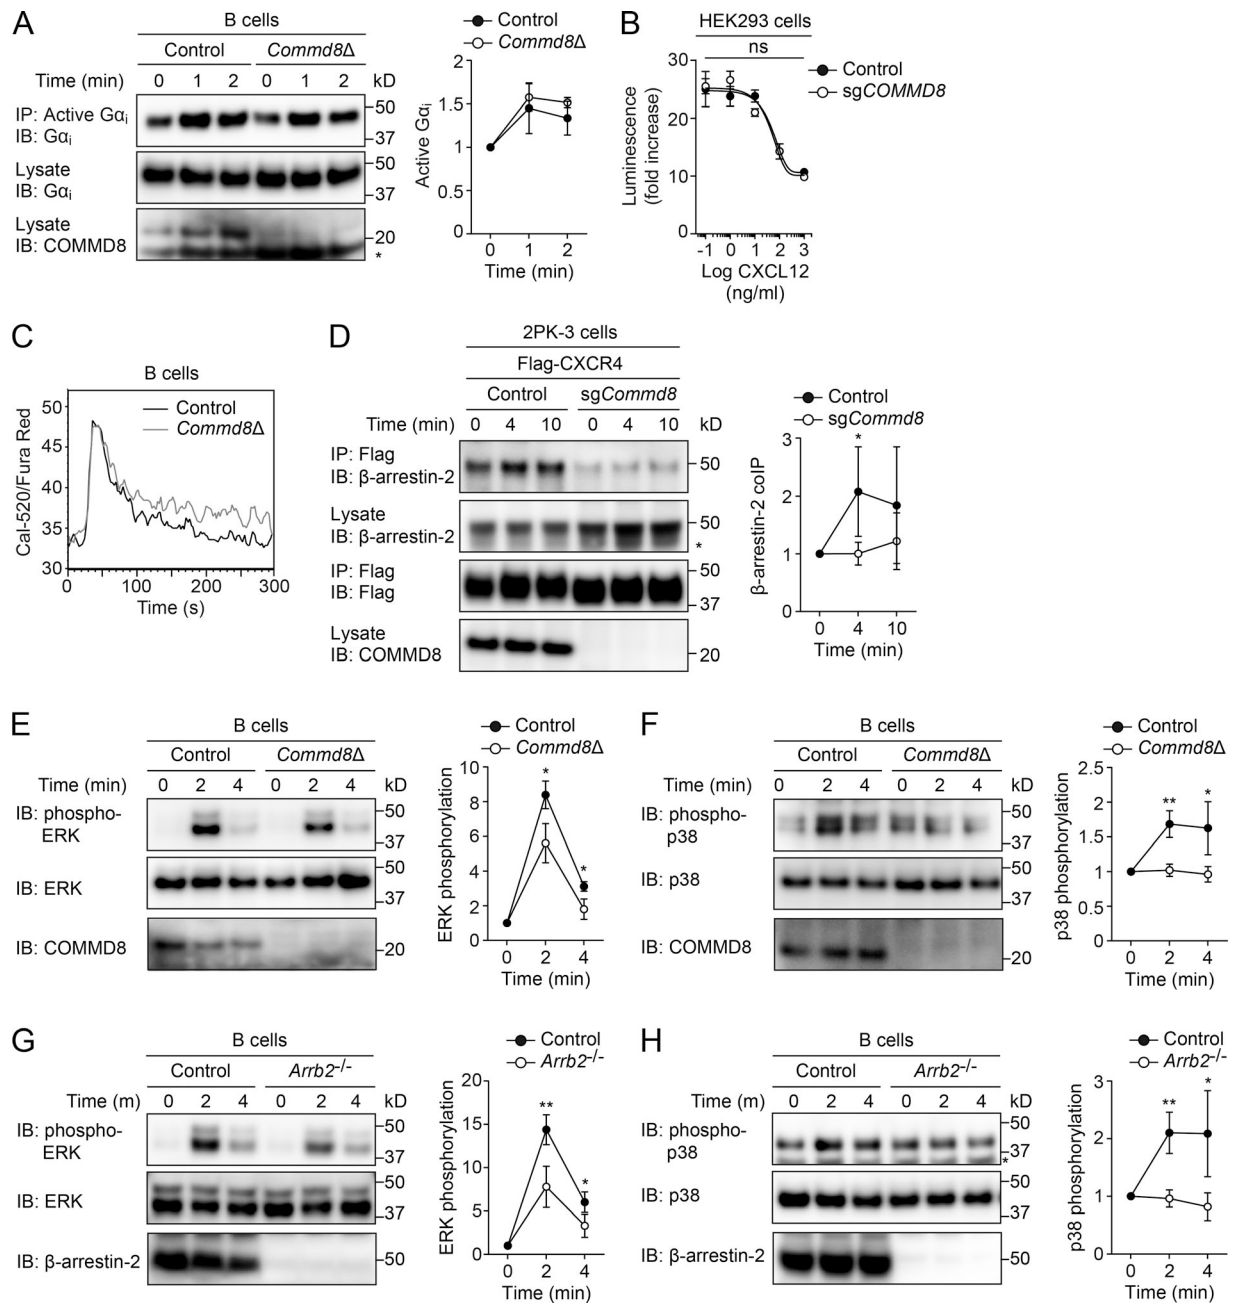 A
B cells
Control Commd8Δ
Time (min) 0 1 2 0 1 2 kD
IP: Active Gαi
IB: Gαi
50
37
Lysate
IB: Gαi
50
37
Lysate
IB: COMMD8
20
*
Control
Commd8Δ
Active Gαi
2
1.5
1
0.5
0
0 1 2
Time (min)
B
HEK293 cells
ns
Control
sgCOMMD8
Luminescence
(fold increase)
30
20
10
0
-1 0 1 2 3
Log CXCL12
(ng/ml)
C
B cells
Control
Commd8Δ
Cal-520/Fura Red
50
45
40
35
30
0 100 200 300
Time (s)
D
2PK-3 cells
Flag-CXCR4
Control sgCommd8
Time (min) 0 4 10 0 4 10 kD
IP: Flag
IB: β-arrestin-2
50
Lysate
IB: β-arrestin-2
50
*
IP: Flag
IB: Flag
50
37
Lysate
IB: COMMD8
20
Control
sgCommd8
β-arrestin-2 coIP
3
2
1
0
*
0 4 10
Time (min)
E
B cells
Control Commd8Δ
Time (min) 0 2 4 0 2 4 kD
IB: phospho-
ERK
50
37
IB: ERK
50
37
IB: COMMD8
20
Control
Commd8Δ
ERK phosphorylation
10
8
6
4
2
0
*
*
0 2 4
Time (min)
F
B cells
Control Commd8Δ
Time (min) 0 2 4 0 2 4 kD
IB: phospho-
p38
50
37
IB: p38
50
37
IB: COMMD8
20
Control
Commd8Δ
p38 phosphorylation
2.5
2
1.5
1
0.5
0
**
*
0 2 4
Time (min)
G
B cells
Control Arrb2-/-
Time (m) 0 2 4 0 2 4 kD
IB: phospho-
ERK
50
37
IB: ERK
50
37
IB: β-arrestin-2
50
Control
Arrb2-/-
ERK phosphorylation
20
15
10
5
0
**
*
0 2 4
Time (min)
H
B cells
Control Arrb2-/-
Time (m) 0 2 4 0 2 4 kD
IB: phospho-
p38
50
37
*
IB: p38
50
37
IB: β-arrestin-2
50
Control
Arrb2-/-
p38 phosphorylation
3
2
1
0
**
*
0 2 4
Time (min)